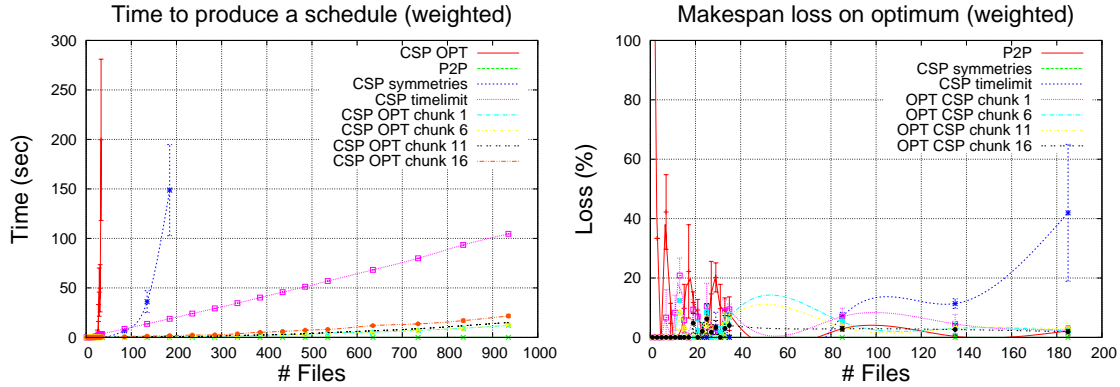 Time to produce a schedule (weighted)
300
250
200
150
100
50
0
Time (sec)
CSP OPT
P2P
CSP symmetries
CSP timelimit
CSP OPT chunk 1
CSP OPT chunk 6
CSP OPT chunk 11
CSP OPT chunk 16
0 100 200 300 400 500 600 700 800 900 1000
# Files
Makespan loss on optimum (weighted)
100
80
60
40
20
0
Loss (%)
P2P
CSP symmetries
CSP timelimit
OPT CSP chunk 1
OPT CSP chunk 6
OPT CSP chunk 11
OPT CSP chunk 16
0 20 40 60 80 100 120 140 160 180 200
# Files